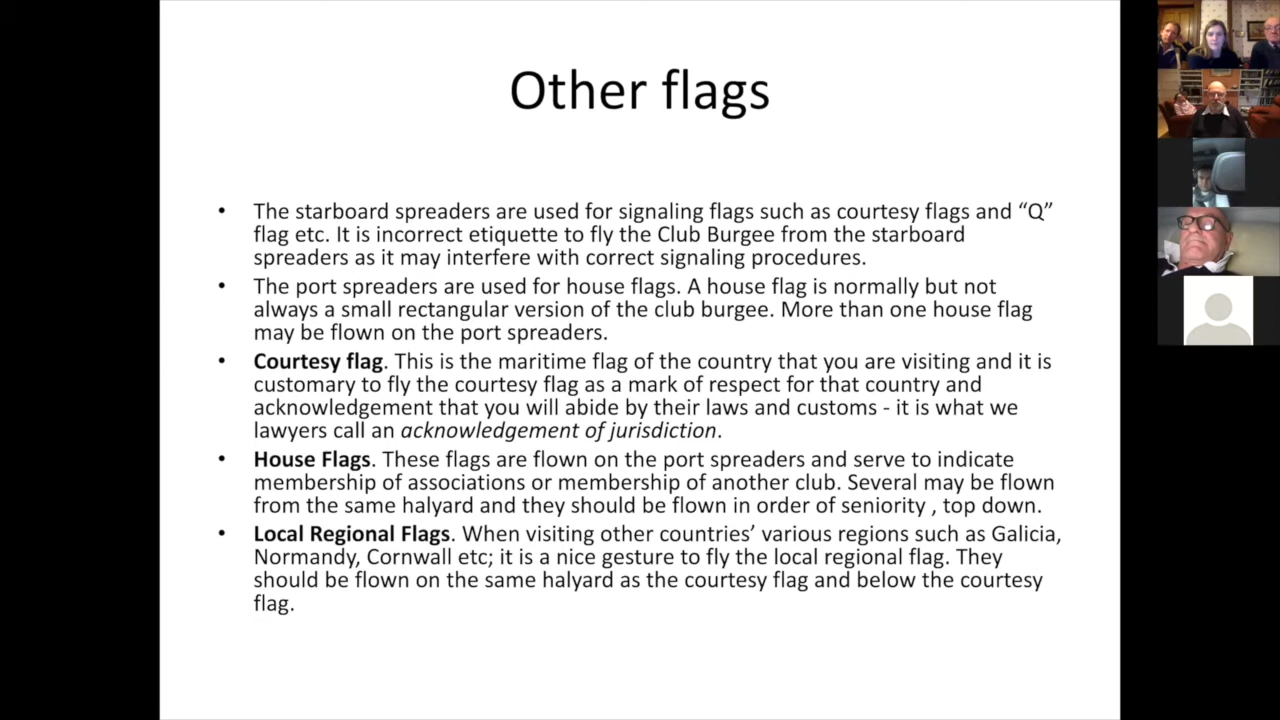 Other flags
• The starboard spreaders are used for signaling flags such as courtesy flags and “Q”
flag etc. It is incorrect etiquette to fly the Club Burgee from the starboard
spreaders as it may interfere with correct signaling procedures.
• The port spreaders are used for house flags. A house flag is normally but not
always a small rectangular version of the club burgee. More than one house flag
may be flown on the port spreaders.
• Courtesy flag. This is the maritime flag of the country that you are visiting and it is
customary to fly the courtesy flag as a mark of respect for that country and
acknowledgement that you will abide by their laws and customs - it is what we
lawyers call an acknowledgement of jurisdiction.
• House Flags. These flags are flown on the port spreaders and serve to indicate
membership of associations or membership of another club. Several may be flown
from the same halyard and they should be flown in order of seniority , top down.
• Local Regional Flags. When visiting other countries’ various regions such as Galicia,
Normandy, Cornwall etc; it is a nice gesture to fly the local regional flag. They
should be flown on the same halyard as the courtesy flag and below the courtesy
flag.